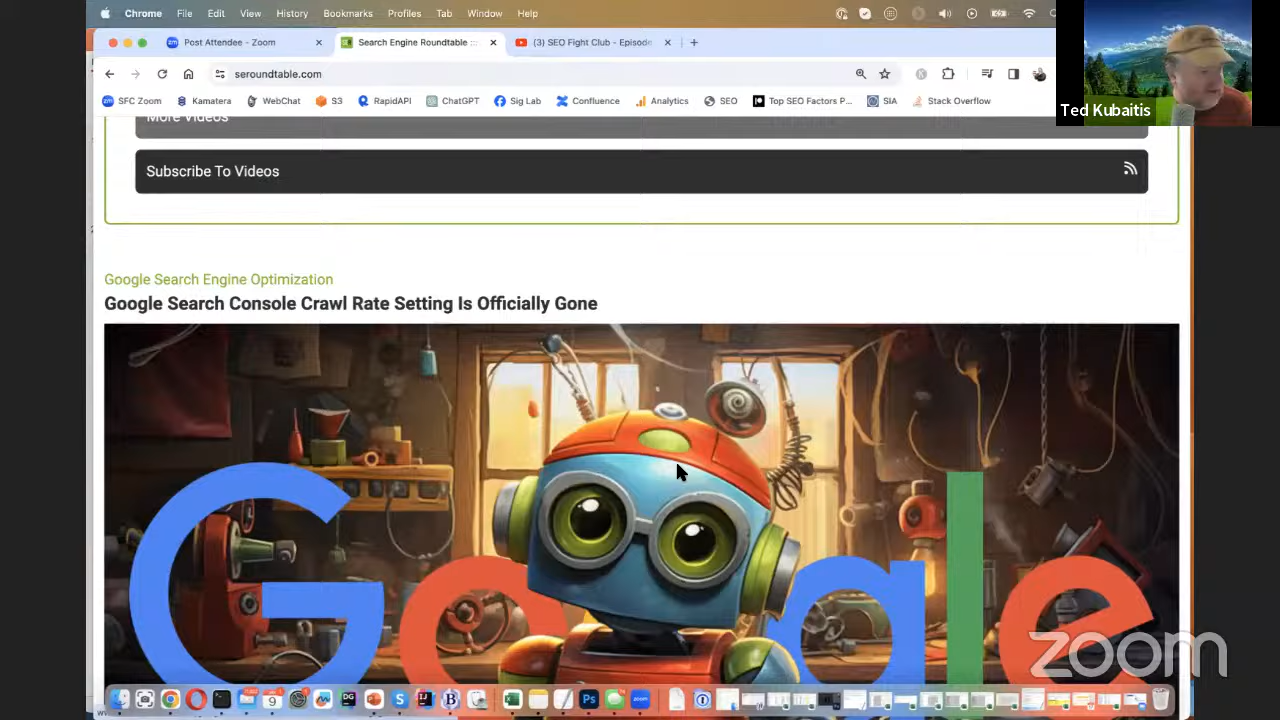 Chrome File Edit View History Bookmarks Profiles Tab Window Help
Post Attendee - Zoom
Search Engine Roundtable ::
(3) SEO Fight Club - Episode
seroundtable.com
SFC Zoom Kamatera WebChat S3 RapidAPI ChatGPT Sig Lab Confluence Analytics SEO Top SEO Factors P... SIA Stack Overflow
Ted Kubaitis
More Videos
Subscribe To Videos
Google Search Engine Optimization
Google Search Console Crawl Rate Setting Is Officially Gone
Google
zoom